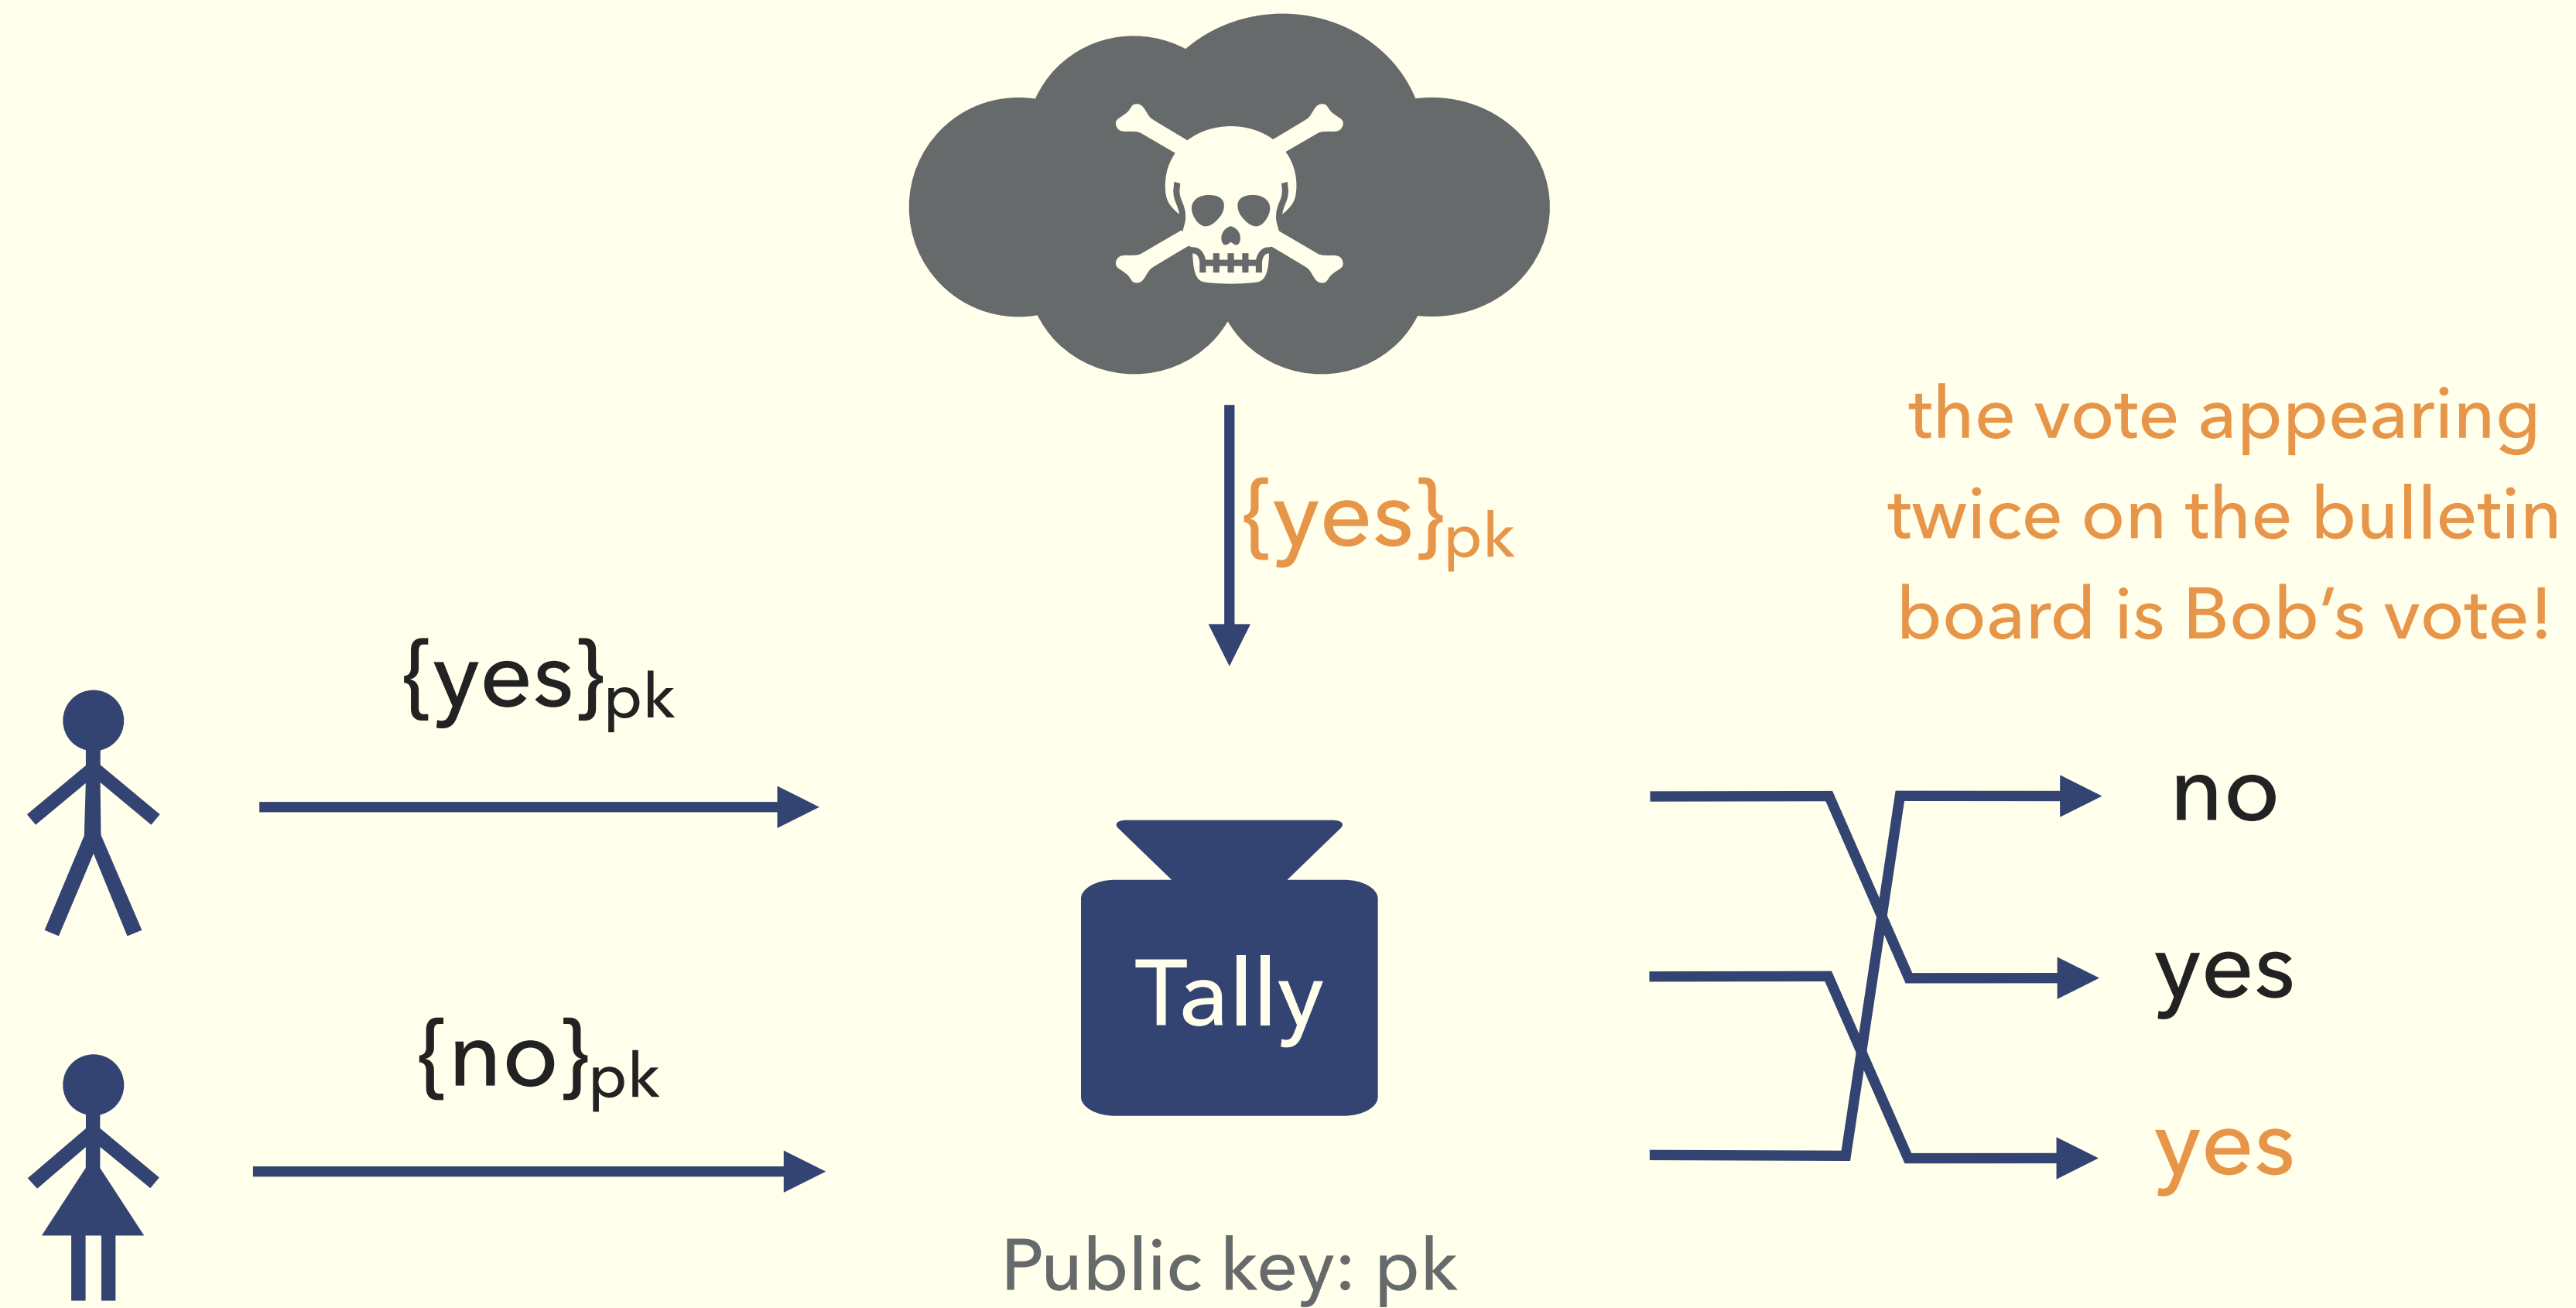 the vote appearing
twice on the bulletin
board is Bob’s vote!
{yes}pk
{yes}pk
{no}pk
Tally
Public key: pk
no
yes
yes